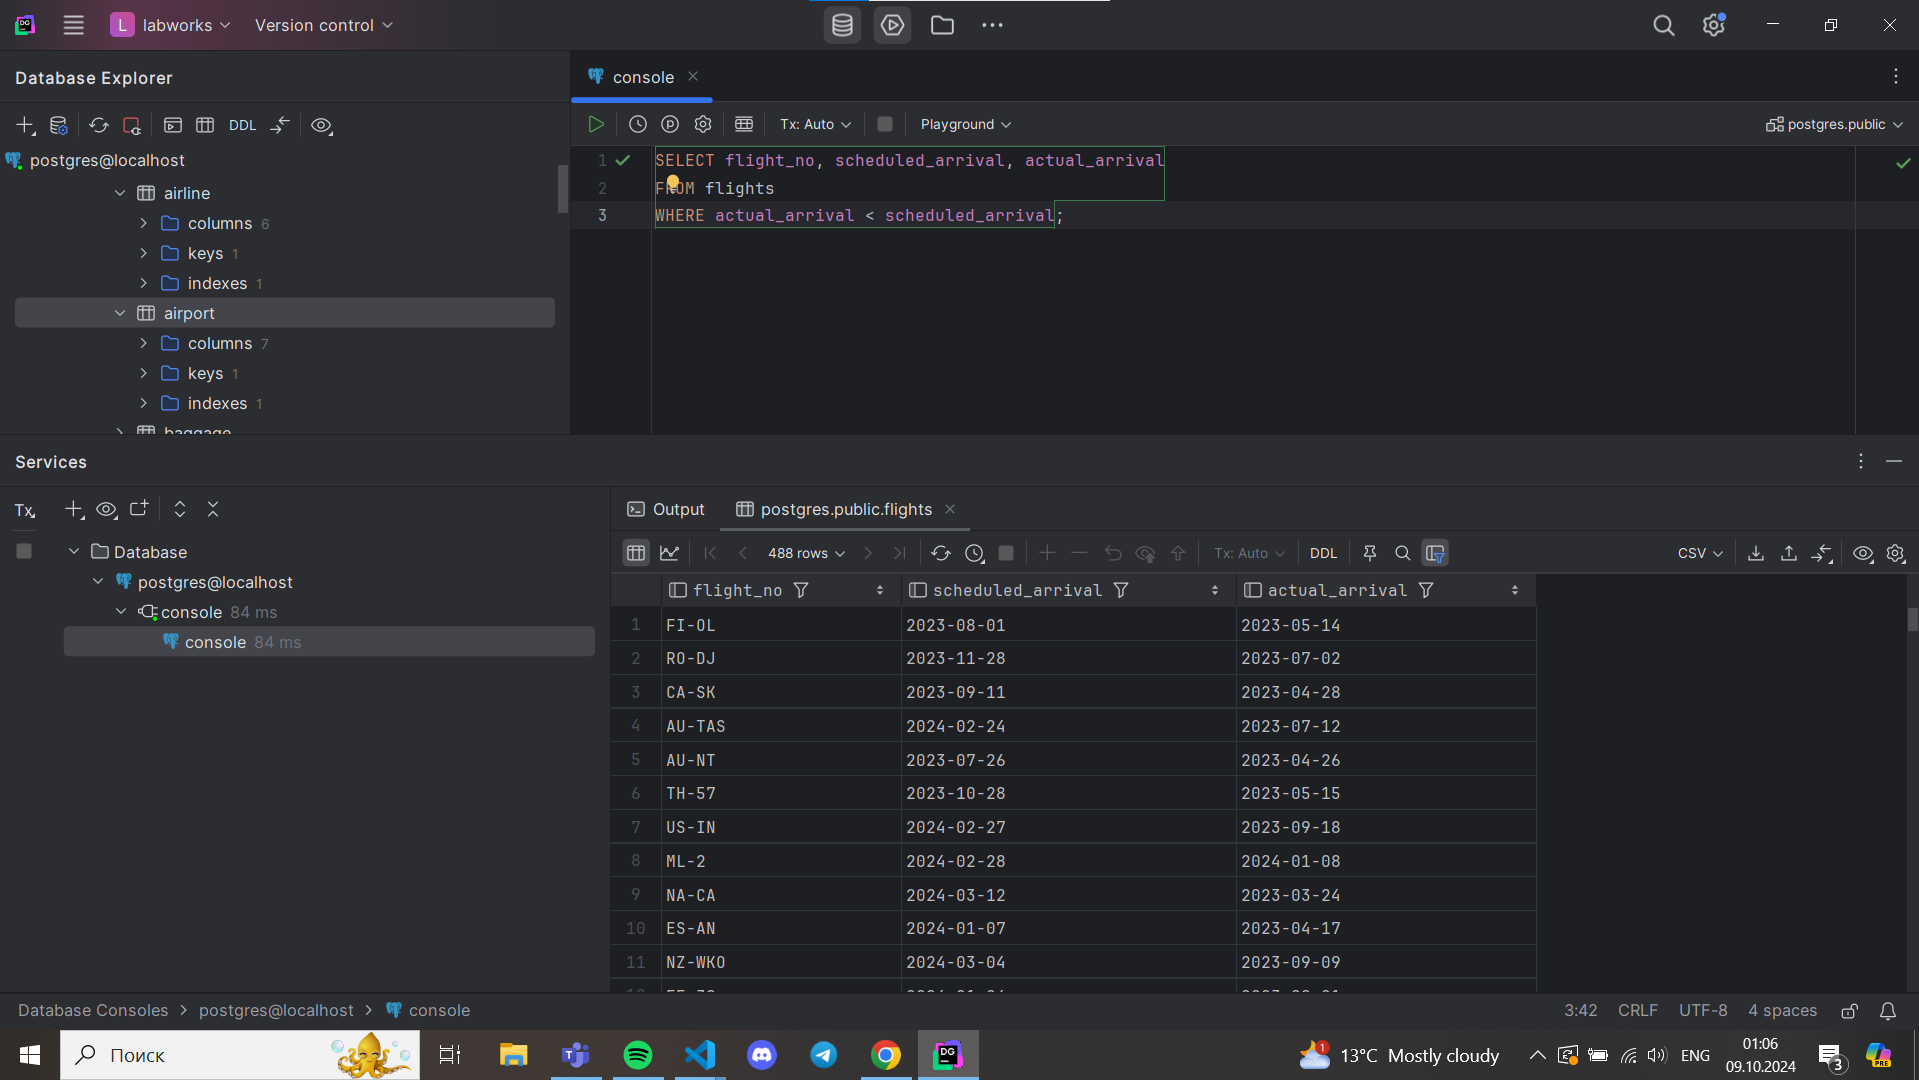 L labworks Version control
Database Explorer
console
DDL
Tx: Auto Playground postgres.public
postgres@localhost
airline
columns 6
keys 1
indexes 1
airport
columns 7
keys 1
indexes 1
baggage
1 SELECT flight_no, scheduled_arrival, actual_arrival
2 FROM flights
3 WHERE actual_arrival < scheduled_arrival;
Services
Tx
Database
postgres@localhost
console 84 ms
console 84 ms
Output postgres.public.flights
488 rows Tx: Auto DDL CSV
flight_no scheduled_arrival actual_arrival
1 FI-OL 2023-08-01 2023-05-14
2 RO-DJ 2023-11-28 2023-07-02
3 CA-SK 2023-09-11 2023-04-28
4 AU-TAS 2024-02-24 2023-07-12
5 AU-NT 2023-07-26 2023-04-26
6 TH-57 2023-10-28 2023-05-15
7 US-IN 2024-02-27 2023-09-18
8 ML-2 2024-02-28 2024-01-08
9 NA-CA 2024-03-12 2023-03-24
10 ES-AN 2024-01-07 2023-04-17
11 NZ-WKO 2024-03-04 2023-09-09
Database Consoles > postgres@localhost > console
3:42 CRLF UTF-8 4 spaces
Поиск
DG
1
13°C Mostly cloudy
ENG
01:06
09.10.2024
3
PRE